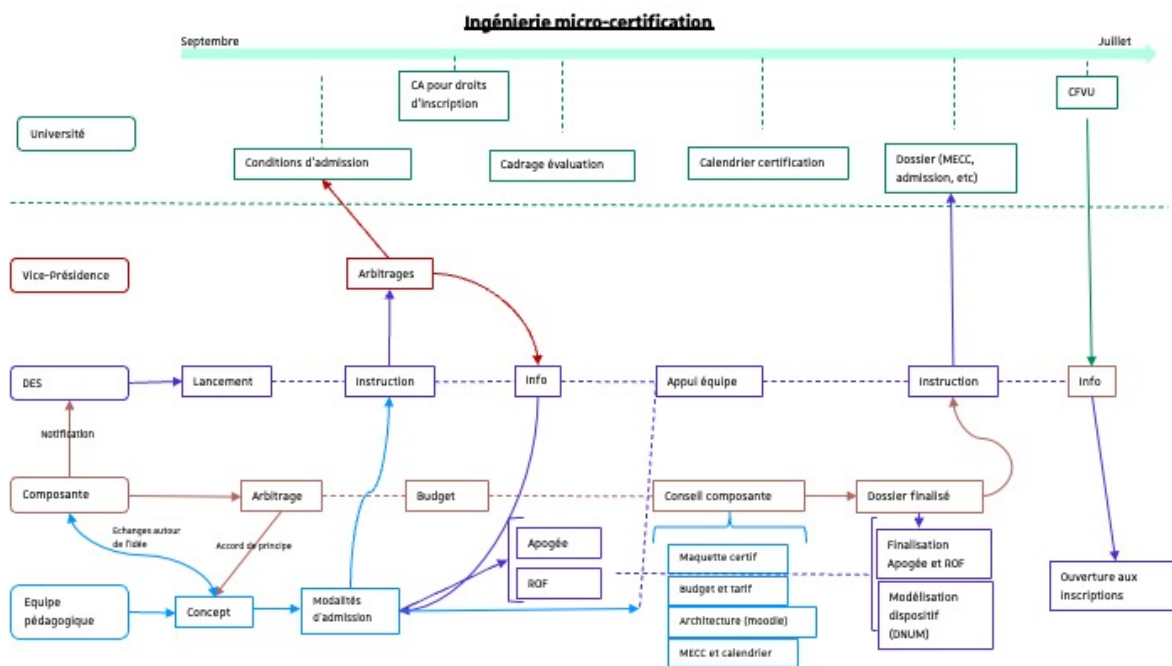 Ingénierie micro-certification
Septembre
Juillet
CA pour droits
d'inscription
CFVU
Université
Conditions d'admission
Cadrage évaluation
Calendrier certification
Dossier (MECC,
admission, etc)
Vice-Présidence
Arbitrages
DES
Lancement
Instruction
Info
Appui équipe
Instruction
Info
Notification
Composante
Arbitrage
Budget
Conseil composante
Dossier finalisé
Echanges autour
de l'idée
Accord de principe
Apogée
ROF
Maquette certif
Budget et tarif
Architecture (moodle)
MECC et calendrier
Finalisation
Apogée et ROF
Modélisation
dispositif
(DNUM)
Ouverture aux
inscriptions
Equipe
pédagogique
Concept
Modalités
d'admission